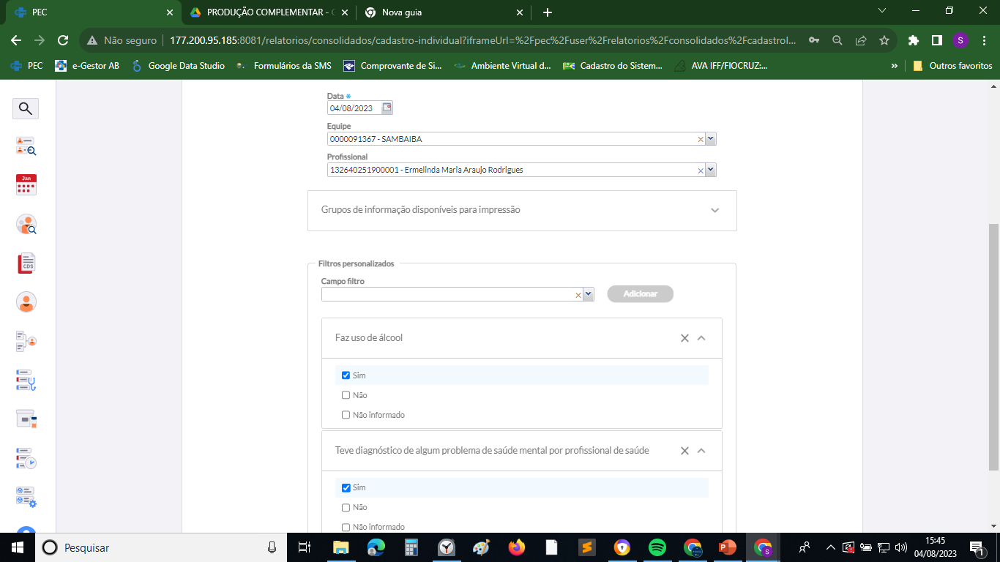 PEC
PRODUÇÃO COMPLEMENTAR - G
Nova guia
Não seguro
177.200.95.185:8081/relatorios/consolidados/cadastro-individual?iframeUrl=%2Fpec%2Fuser%2Frelatorios%2Fconsolidados%2FcadastroI...
S
PEC
e-Gestor AB
Google Data Studio
Formulários da SMS
Comprovante de Si...
Ambiente Virtual d...
Cadastro do Sistem...
AVA IFF/FIOCRUZ:...
»
Outros favoritos
Jan
CDS
Data *
04/08/2023
Equipe
0000091367 - SAMBAIBA
Profissional
132640251900001 - Ermelinda Maria Araujo Rodrigues
Grupos de informação disponíveis para impressão
Filtros personalizados
Campo filtro
Adicionar
Faz uso de álcool
Sim
Não
Não informado
Teve diagnóstico de algum problema de saúde mental por profissional de saúde
Sim
Não
Não informado
Pesquisar
S
15:45
04/08/2023
1